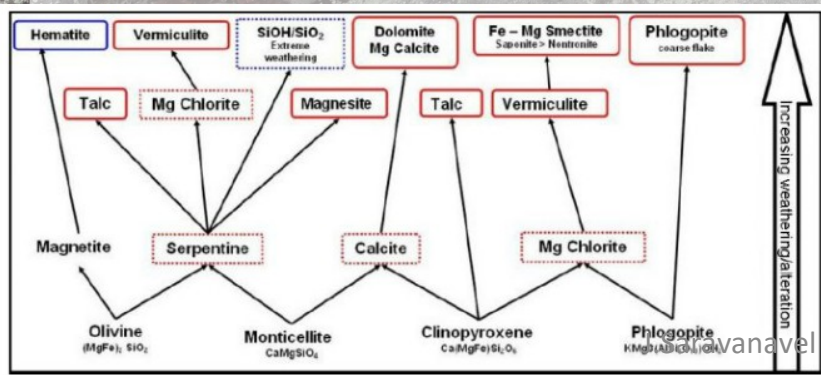 Hematite
Vermiculite
SiOH/SiO₂
Extreme
weathering
Dolomite
Mg Calcite
Fe – Mg Smectite
Saponite > Nontronite
Phlogopite
coarse flake
Talc
Mg Chlorite
Magnesite
Talc
Vermiculite
Increasing weathering/alteration
Magnetite
Serpentine
Calcite
Mg Chlorite
Olivine
(MgFe)₂ SiO₂
Monticellite
CaMgSiO₄
Clinopyroxene
Ca(MgFe)Si₂O₆
Phlogopite
Saravanavel